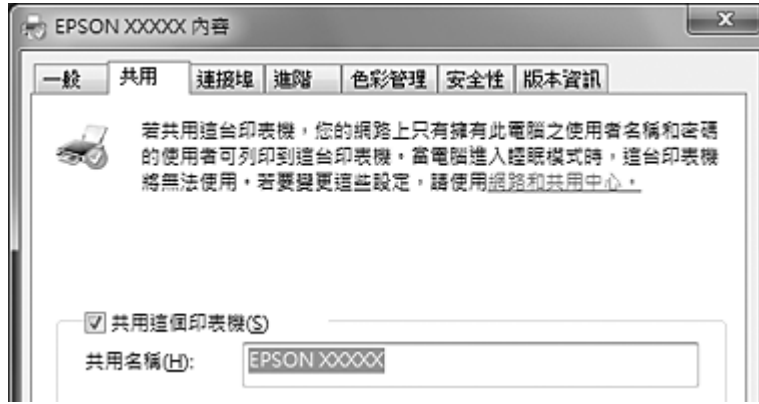 EPSON XXXXX 內容
一般 共用 連接埠 進階 色彩管理 安全性 版本資訊
若共用這台印表機，您的網路上只有擁有此電腦之使用者名稱和密碼
的使用者可列印到這台印表機。當電腦進入睡眠模式時，這台印表機
將無法使用。若要變更這些設定，請使用網路和共用中心。
共用這個印表機(S)
共用名稱(H): EPSON XXXXX